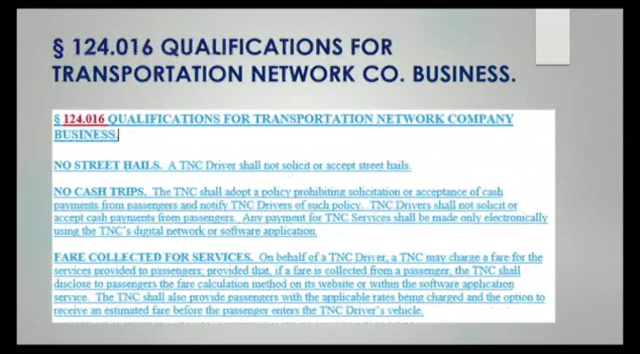 § 124.016 QUALIFICATIONS FOR
TRANSPORTATION NETWORK CO. BUSINESS.
§ 124.016 QUALIFICATIONS FOR TRANSPORTATION NETWORK COMPANY
BUSINESS.
NO STREET HAILS. A TNC Driver shall not solicit or accept street hails.
NO CASH TRIPS. The TNC shall adopt a policy prohibiting solicitation or acceptance of cash
payments from passengers and notify TNC Drivers of such policy. TNC Drivers shall not solicit or
accept cash payments from passengers. Any payment for TNC Services shall be made only electronically
using the TNC's digital network or software application.
FARE COLLECTED FOR SERVICES. On behalf of a TNC Driver, a TNC may charge a fare for the
services provided to passengers; provided that, if a fare is collected from a passenger, the TNC shall
disclose to passengers the fare calculation method on its website or within the software application
service. The TNC shall also provide passengers with the applicable rates being charged and the option to
receive an estimated fare before the passenger enters the TNC Driver's vehicle.